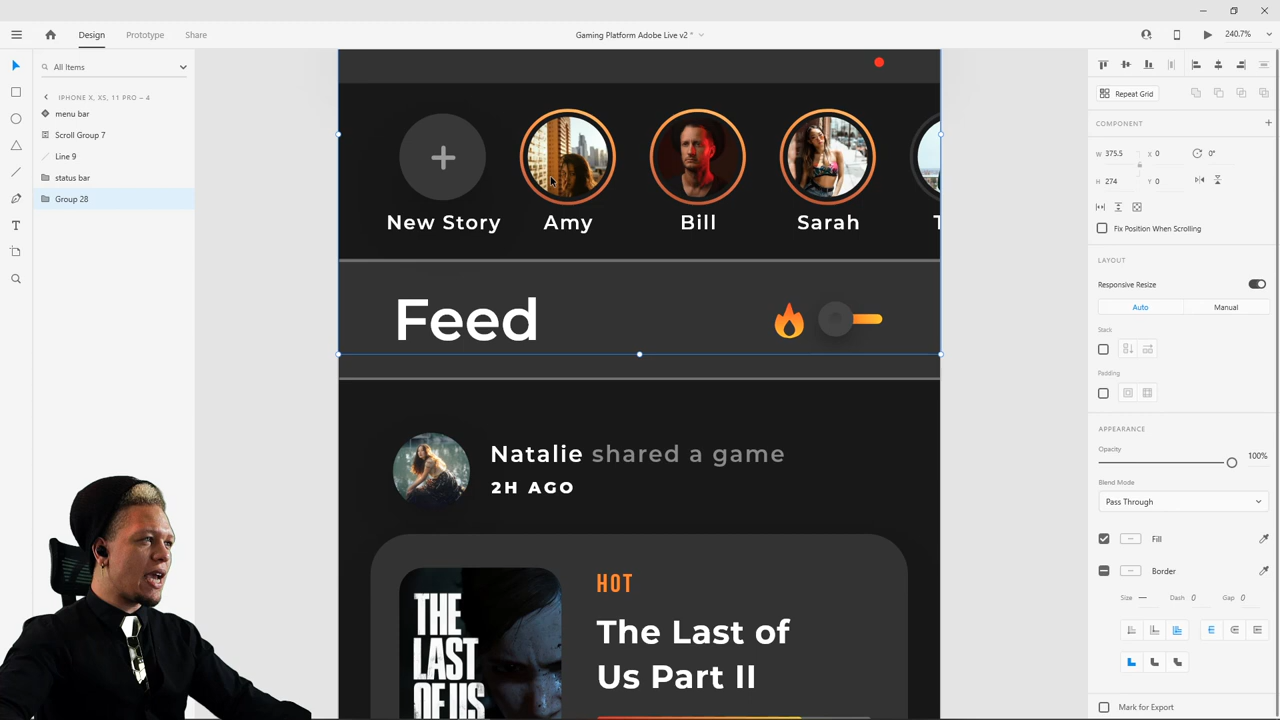 Design Prototype Share
Gaming Platform Adobe Live v2 *
240.7%
All Items
IPHONE X, XS, 11 PRO – 4
menu bar
Scroll Group 7
Line 9
status bar
Group 28
New Story Amy Bill Sarah T
Feed
Natalie shared a game
2H AGO
HOT
The Last of
Us Part II
THE
LAST
OF US
Repeat Grid
COMPONENT
W 375.5 X 0 0°
H 274 Y 0
Fix Position When Scrolling
LAYOUT
Responsive Resize
Auto Manual
Stack
Padding
APPEARANCE
Opacity
100%
Blend Mode
Pass Through
Fill
Border
Size — Dash 0 Gap 0
Mark for Export